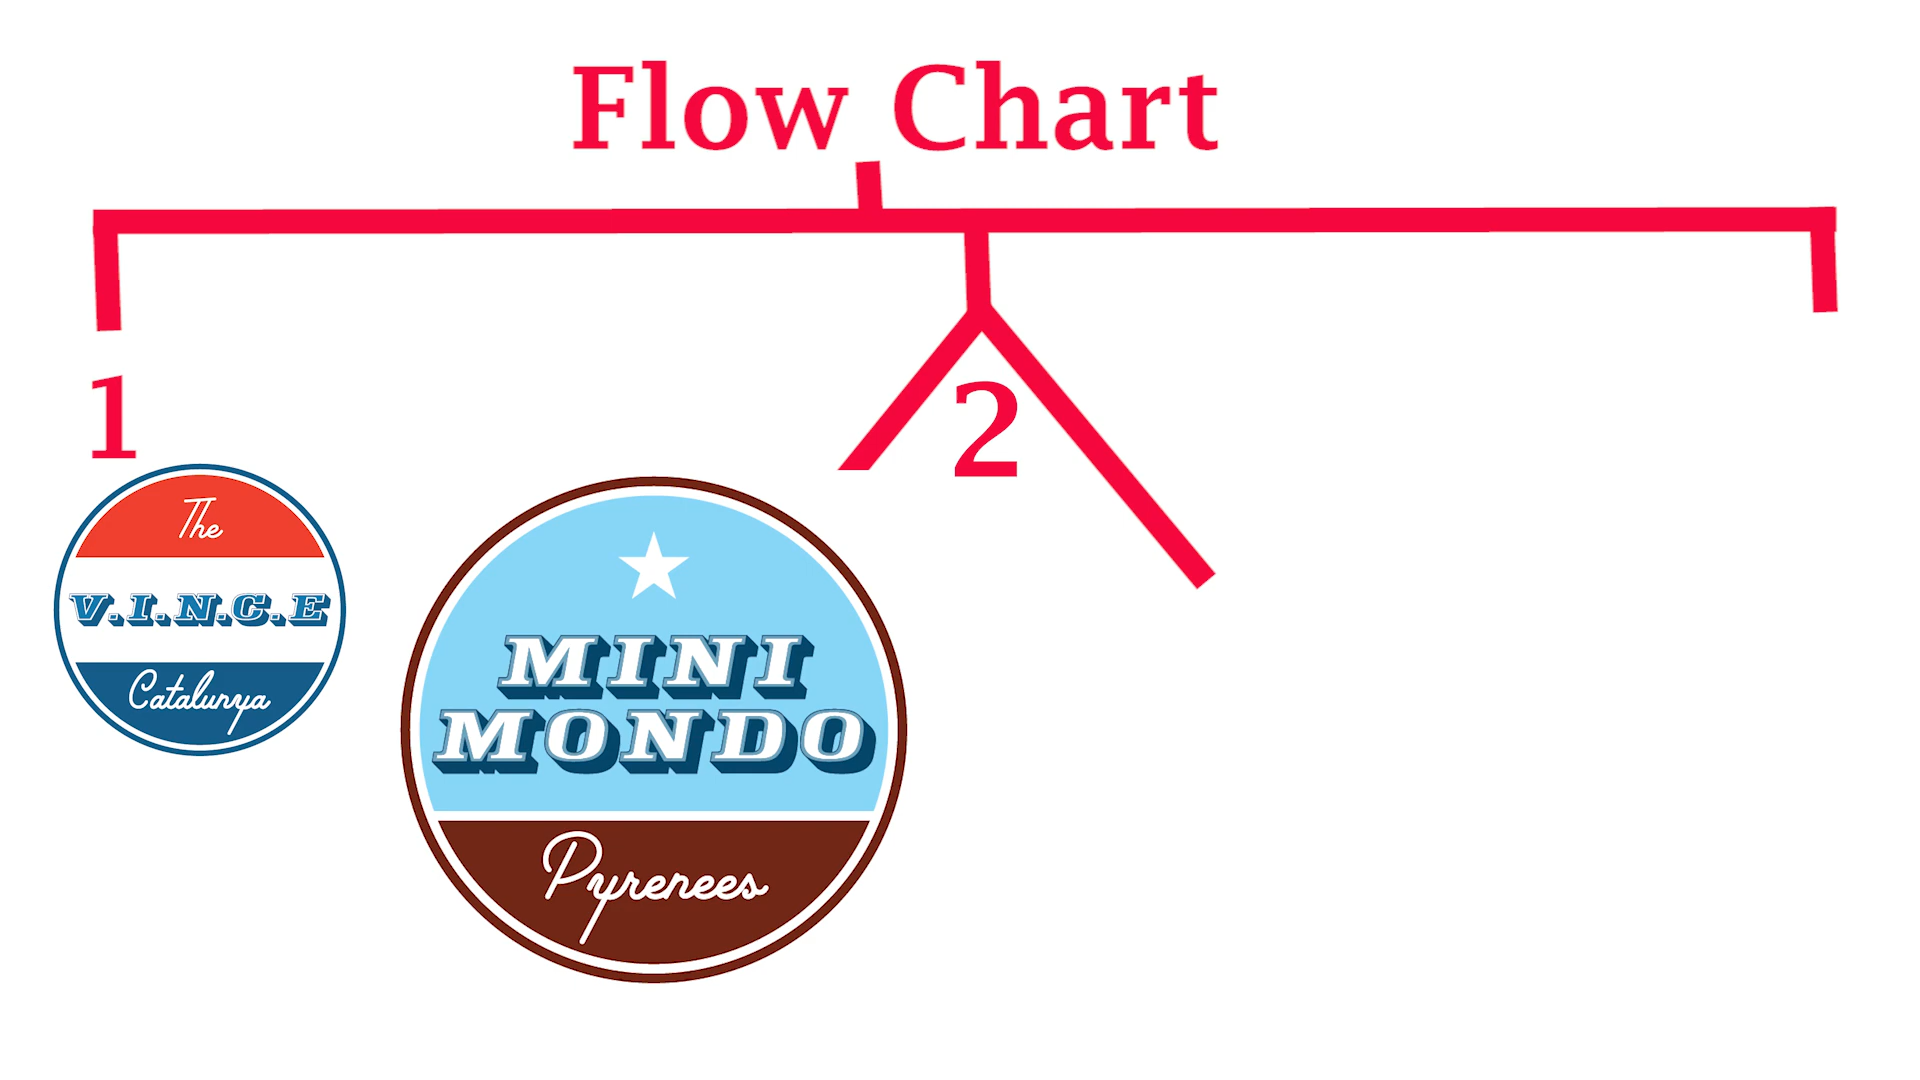 Flow Chart
1
2
The
V.I.N.C.E
Catalunya
MINI
MONDO
Pyrenees